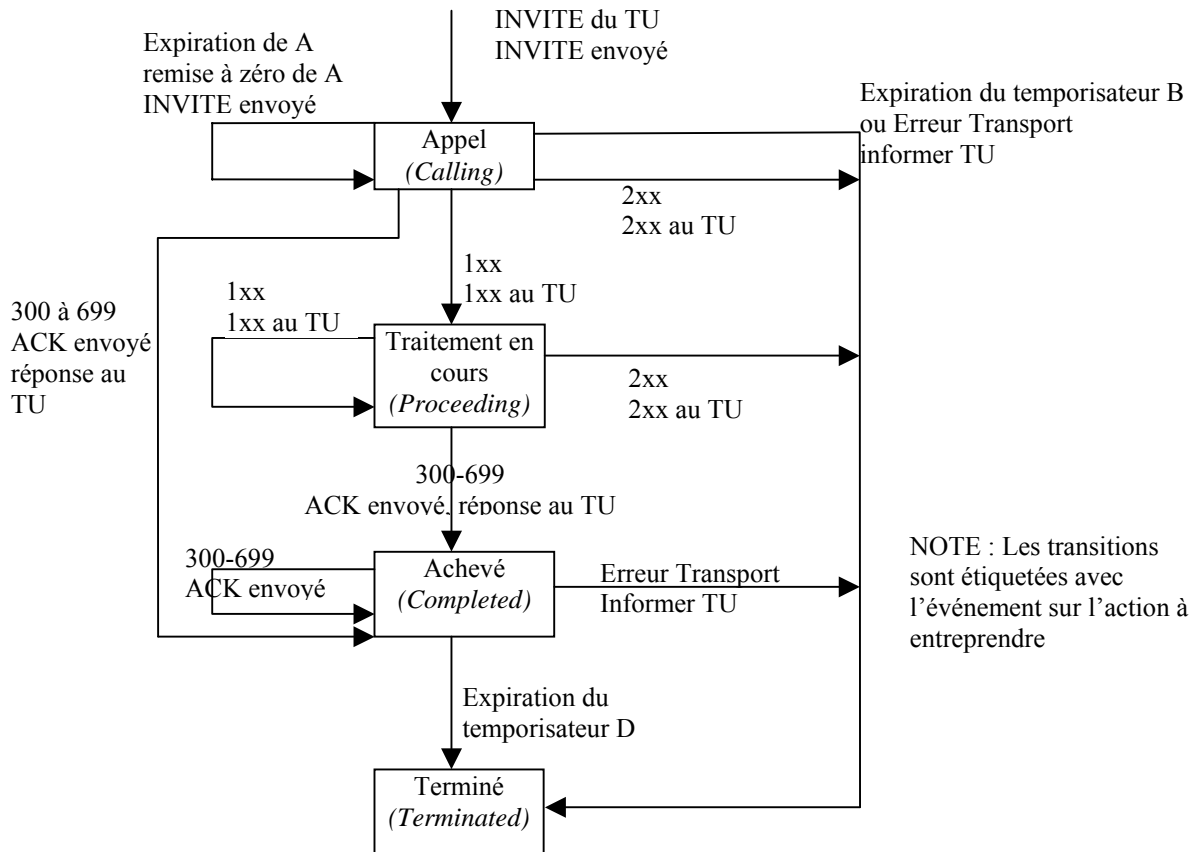 INVITE du TU
INVITE envoyé
Expiration de A
remise à zéro de A
INVITE envoyé
Expiration du temporisateur B
ou Erreur Transport
informer TU
Appel
(Calling)
2xx
2xx au TU
1xx
1xx au TU
300 à 699
ACK envoyé
réponse au
TU
1xx
1xx au TU
Traitement en
cours
(Proceeding)
2xx
2xx au TU
300-699
ACK envoyé, réponse au TU
300-699
ACK envoyé
Achevé
(Completed)
Erreur Transport
Informer TU
NOTE : Les transitions
sont étiquetées avec
l’événement sur l’action à
entreprendre
Expiration du
temporisateur D
Terminé
(Terminated)